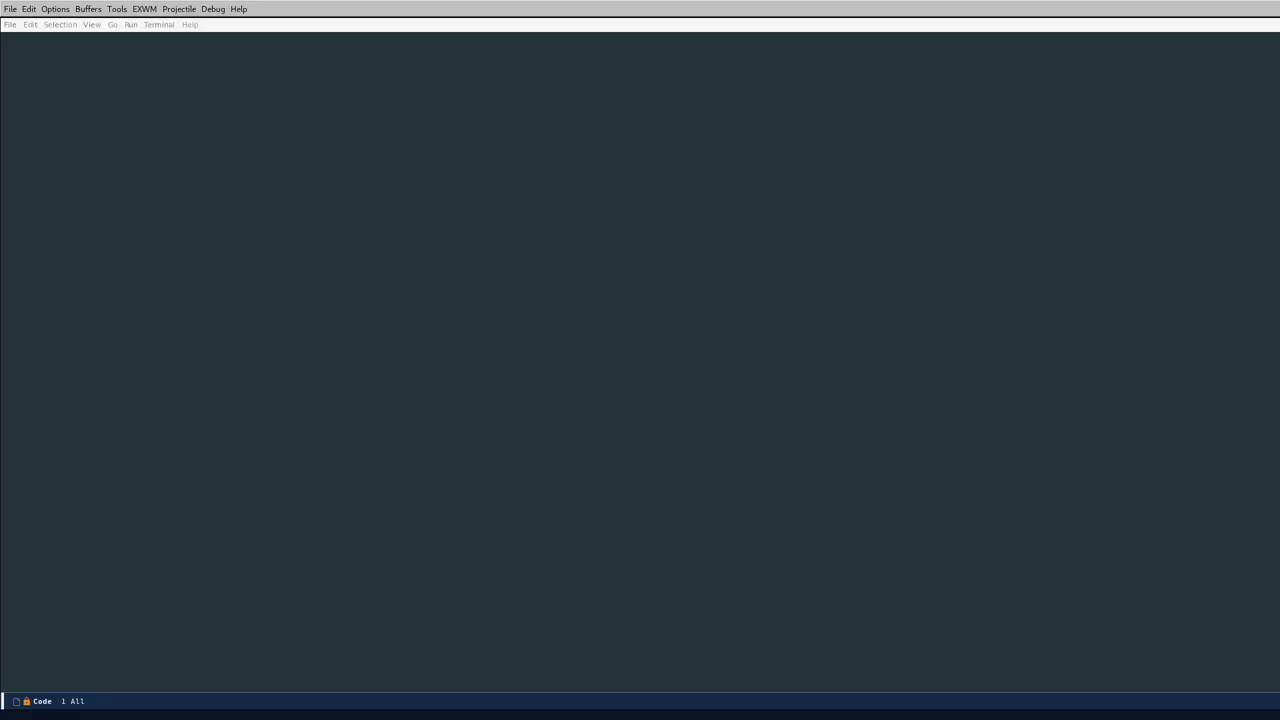 File Edit Options Buffers Tools EXWM Projectile Debug Help
File Edit Selection View Go Run Terminal Help
Code 1 All